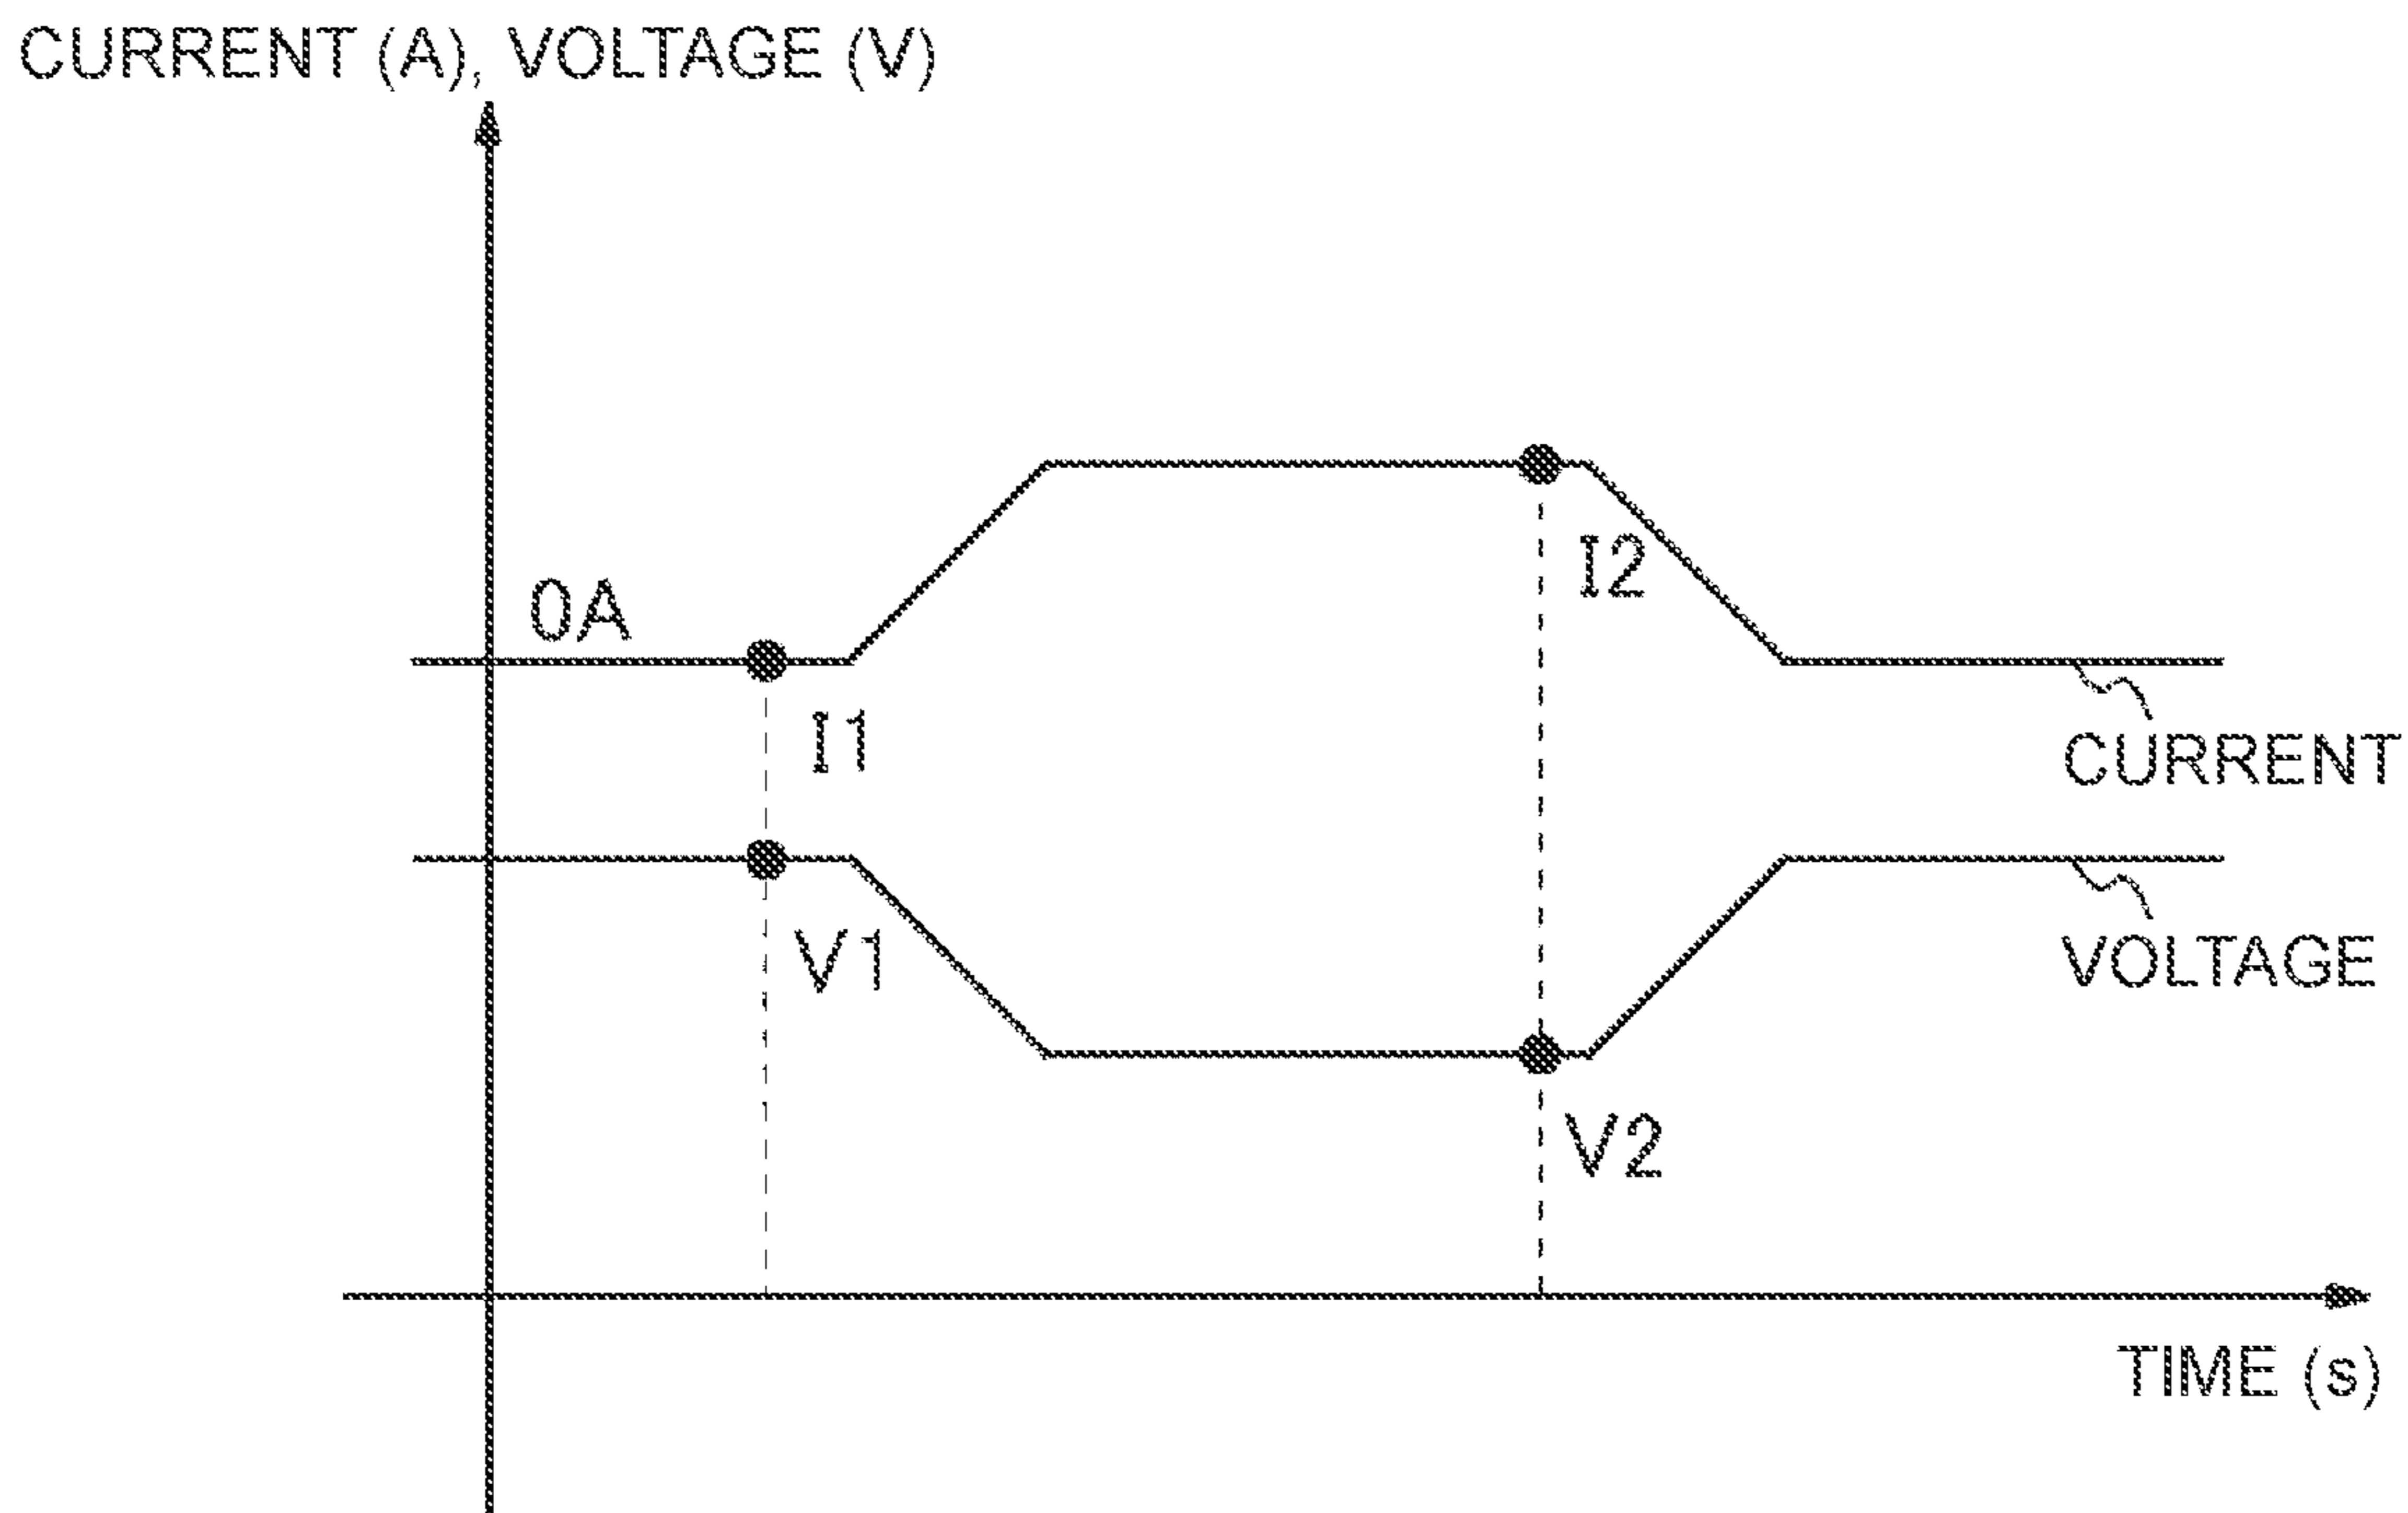 CURRENT (A), VOLTAGE (V)
I2
0A
I1
CURRENT
V1
VOLTAGE
V2
TIME (s)